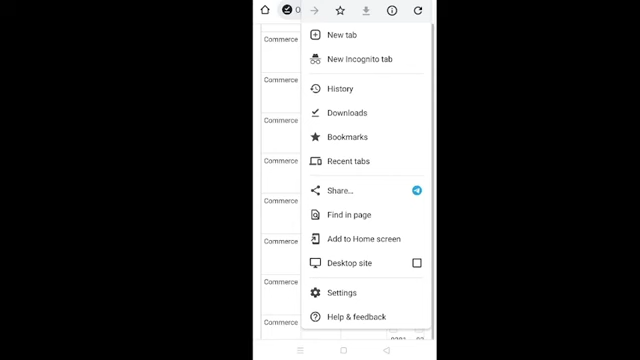 New tab
Commerce
New Incognito tab
Commerce
History
Downloads
Commerce
Bookmarks
Commerce
Recent tabs
Share...
Commerce
Find in page
Commerce
Add to Home screen
Desktop site
Commerce
Settings
Commerce
Help & feedback